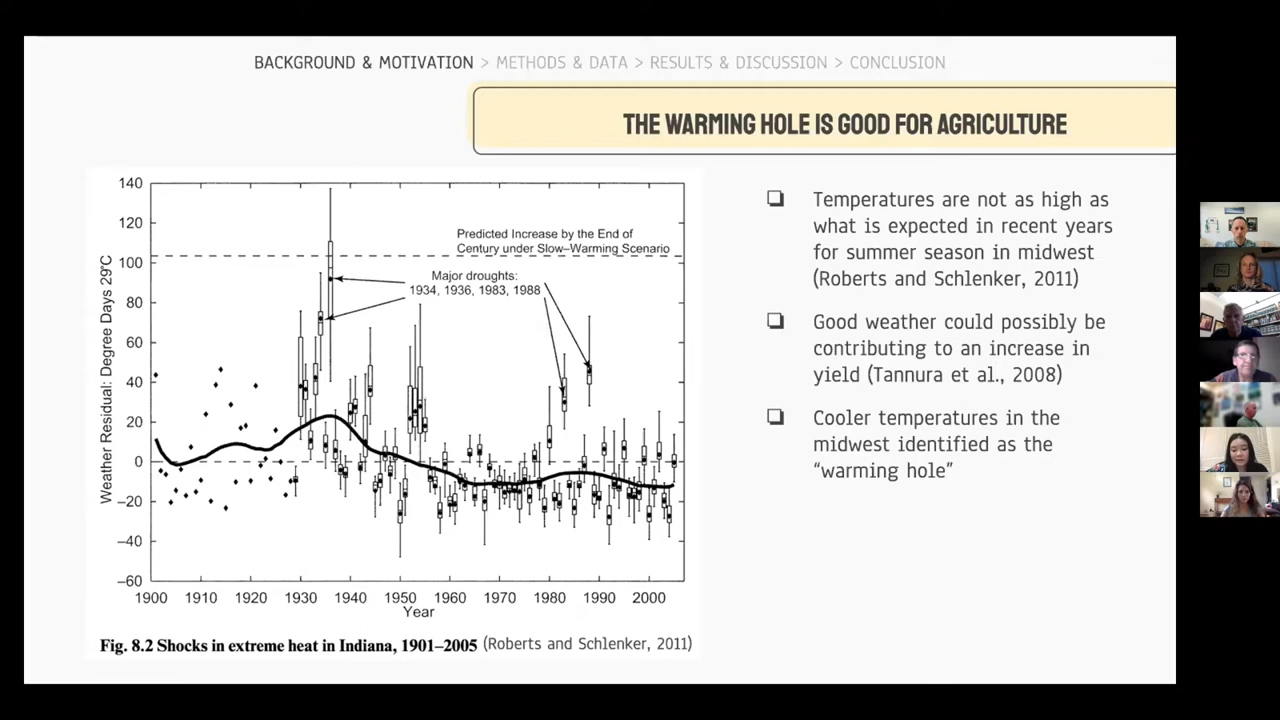 BACKGROUND & MOTIVATION > METHODS & DATA > RESULTS & DISCUSSION > CONCLUSION
THE WARMING HOLE IS GOOD FOR AGRICULTURE
Weather Residual: Degree Days 29°C
140
120
100
80
60
40
20
0
−20
−40
−60
Predicted Increase by the End of
Century under Slow–Warming Scenario
Major droughts:
1934, 1936, 1983, 1988
1900 1910 1920 1930 1940 1950 1960 1970 1980 1990 2000
Year
Fig. 8.2 Shocks in extreme heat in Indiana, 1901–2005 (Roberts and Schlenker, 2011)
❏ Temperatures are not as high as
what is expected in recent years
for summer season in midwest
(Roberts and Schlenker, 2011)
❏ Good weather could possibly be
contributing to an increase in
yield (Tannura et al., 2008)
❏ Cooler temperatures in the
midwest identified as the
“warming hole”